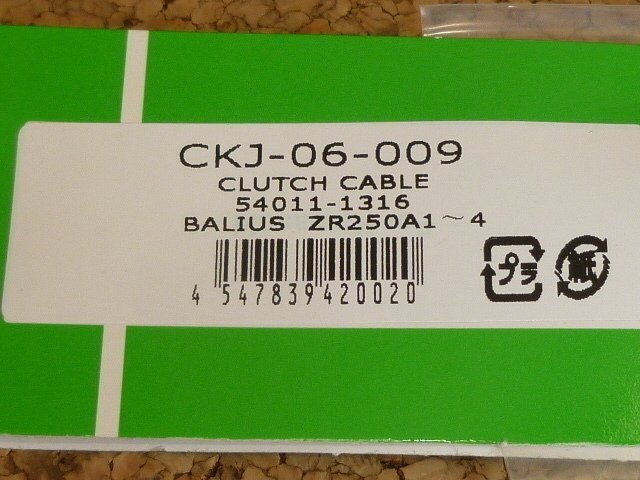 CKJ-06-009
CLUTCH CABLE
54011-1316
BALIUS ZR250A1～4
4 547839 420020
プラ
紙